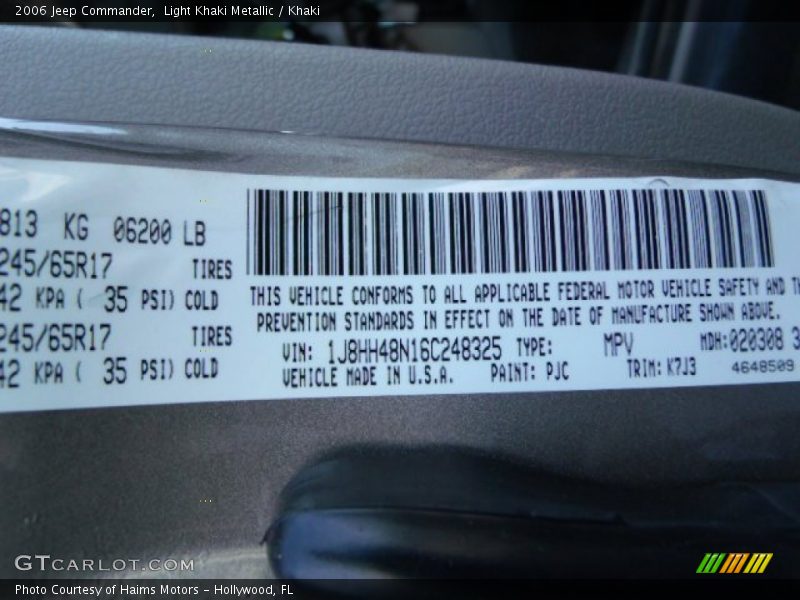 2006 Jeep Commander,  Light Khaki Metallic / Khaki
813 KG 06200 LB
245/65R17 TIRES
42 KPA ( 35 PSI) COLD
245/65R17 TIRES
42 KPA ( 35 PSI) COLD
THIS VEHICLE CONFORMS TO ALL APPLICABLE FEDERAL MOTOR VEHICLE SAFETY AND
PREVENTION STANDARDS IN EFFECT ON THE DATE OF MANUFACTURE SHOWN ABOVE.
VIN: 1J8HH48N16C248325 TYPE: MPV MDH:020308 3
VEHICLE MADE IN U.S.A. PAINT: PJC TRIM: K7J3 4648509
GTCARLOT.COM
Photo Courtesy of Haims Motors - Hollywood, FL